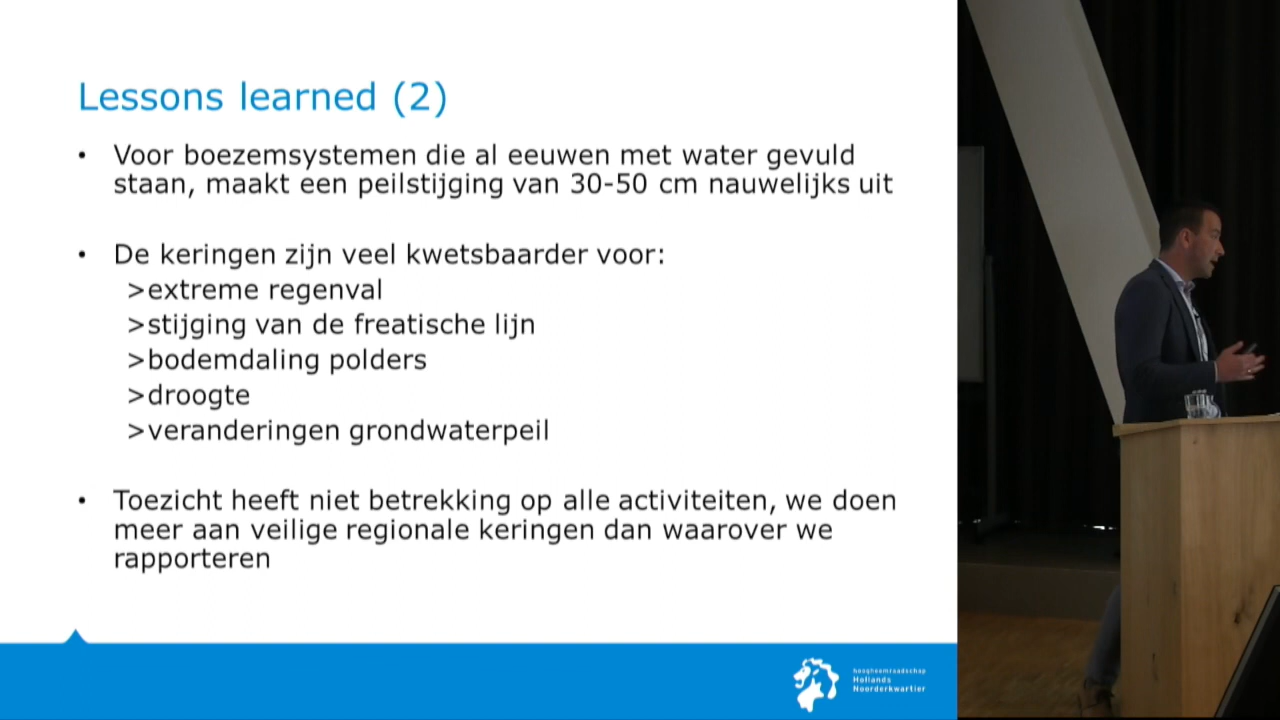 Lessons learned (2)
• Voor boezemsystemen die al eeuwen met water gevuld
staan, maakt een peilstijging van 30-50 cm nauwelijks uit
• De keringen zijn veel kwetsbaarder voor:
>extreme regenval
>stijging van de freatische lijn
>bodemdaling polders
>droogte
>veranderingen grondwaterpeil
• Toezicht heeft niet betrekking op alle activiteiten, we doen
meer aan veilige regionale keringen dan waarover we
rapporteren
hoogheemraadschap
Hollands
Noorderkwartier